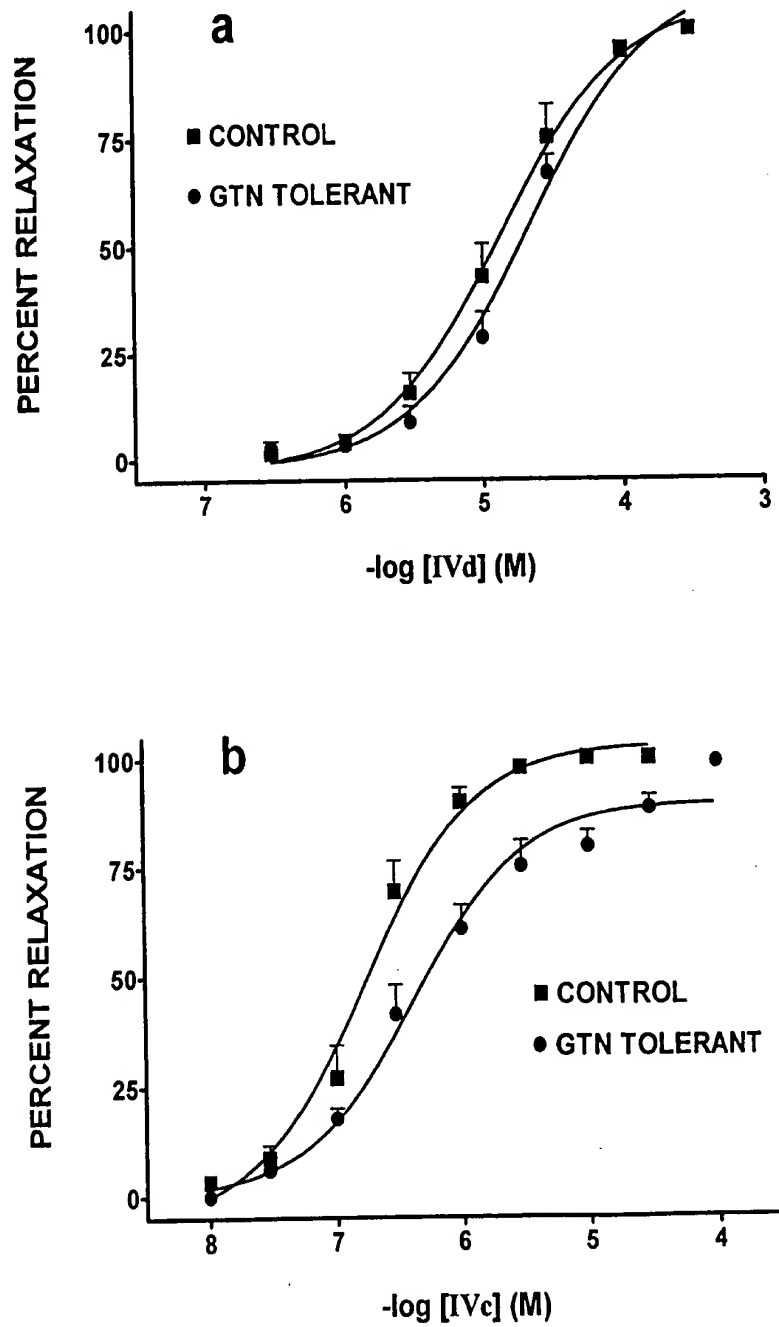 a
100
75
50
25
0
PERCENT RELAXATION
CONTROL
GTN TOLERANT
7 6 5 4 3
-log [IVd] (M)
b
100
75
50
25
0
PERCENT RELAXATION
CONTROL
GTN TOLERANT
8 7 6 5 4
-log [IVc] (M)